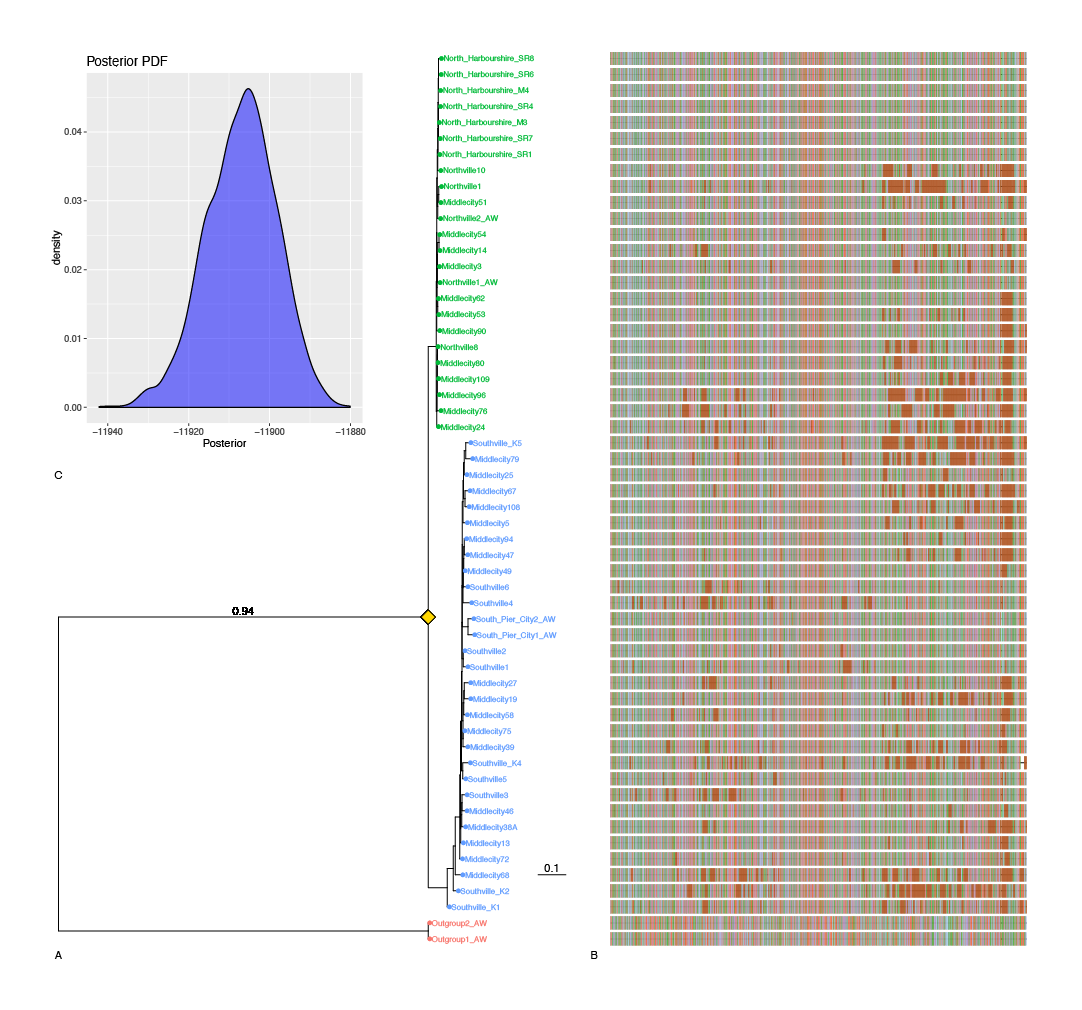 Posterior PDF
density
0.04
0.03
0.02
0.01
0.00
−11940
−11920
−11900
−11880
Posterior
C
North_Harbourshire_SR8
North_Harbourshire_SR6
North_Harbourshire_M4
North_Harbourshire_SR4
North_Harbourshire_M3
North_Harbourshire_SR7
North_Harbourshire_SR1
Northville10
Northville1
Middlecity51
Northville2_AW
Middlecity54
Middlecity14
Middlecity3
Northville1_AW
Middlecity62
Middlecity53
Middlecity90
Northville8
Middlecity80
Middlecity109
Middlecity96
Middlecity76
Middlecity24
Southville_K5
Middlecity79
Middlecity25
Middlecity67
Middlecity108
Middlecity5
Middlecity94
Middlecity47
Middlecity49
Southville6
Southville4
South_Pier_City2_AW
South_Pier_City1_AW
Southville2
Southville1
Middlecity27
Middlecity19
Middlecity58
Middlecity75
Middlecity39
Southville_K4
Southville5
Southville3
Middlecity46
Middlecity38A
Middlecity13
Middlecity72
Middlecity68
Southville_K2
Southville_K1
Outgroup2_AW
Outgroup1_AW
0.1
A
B